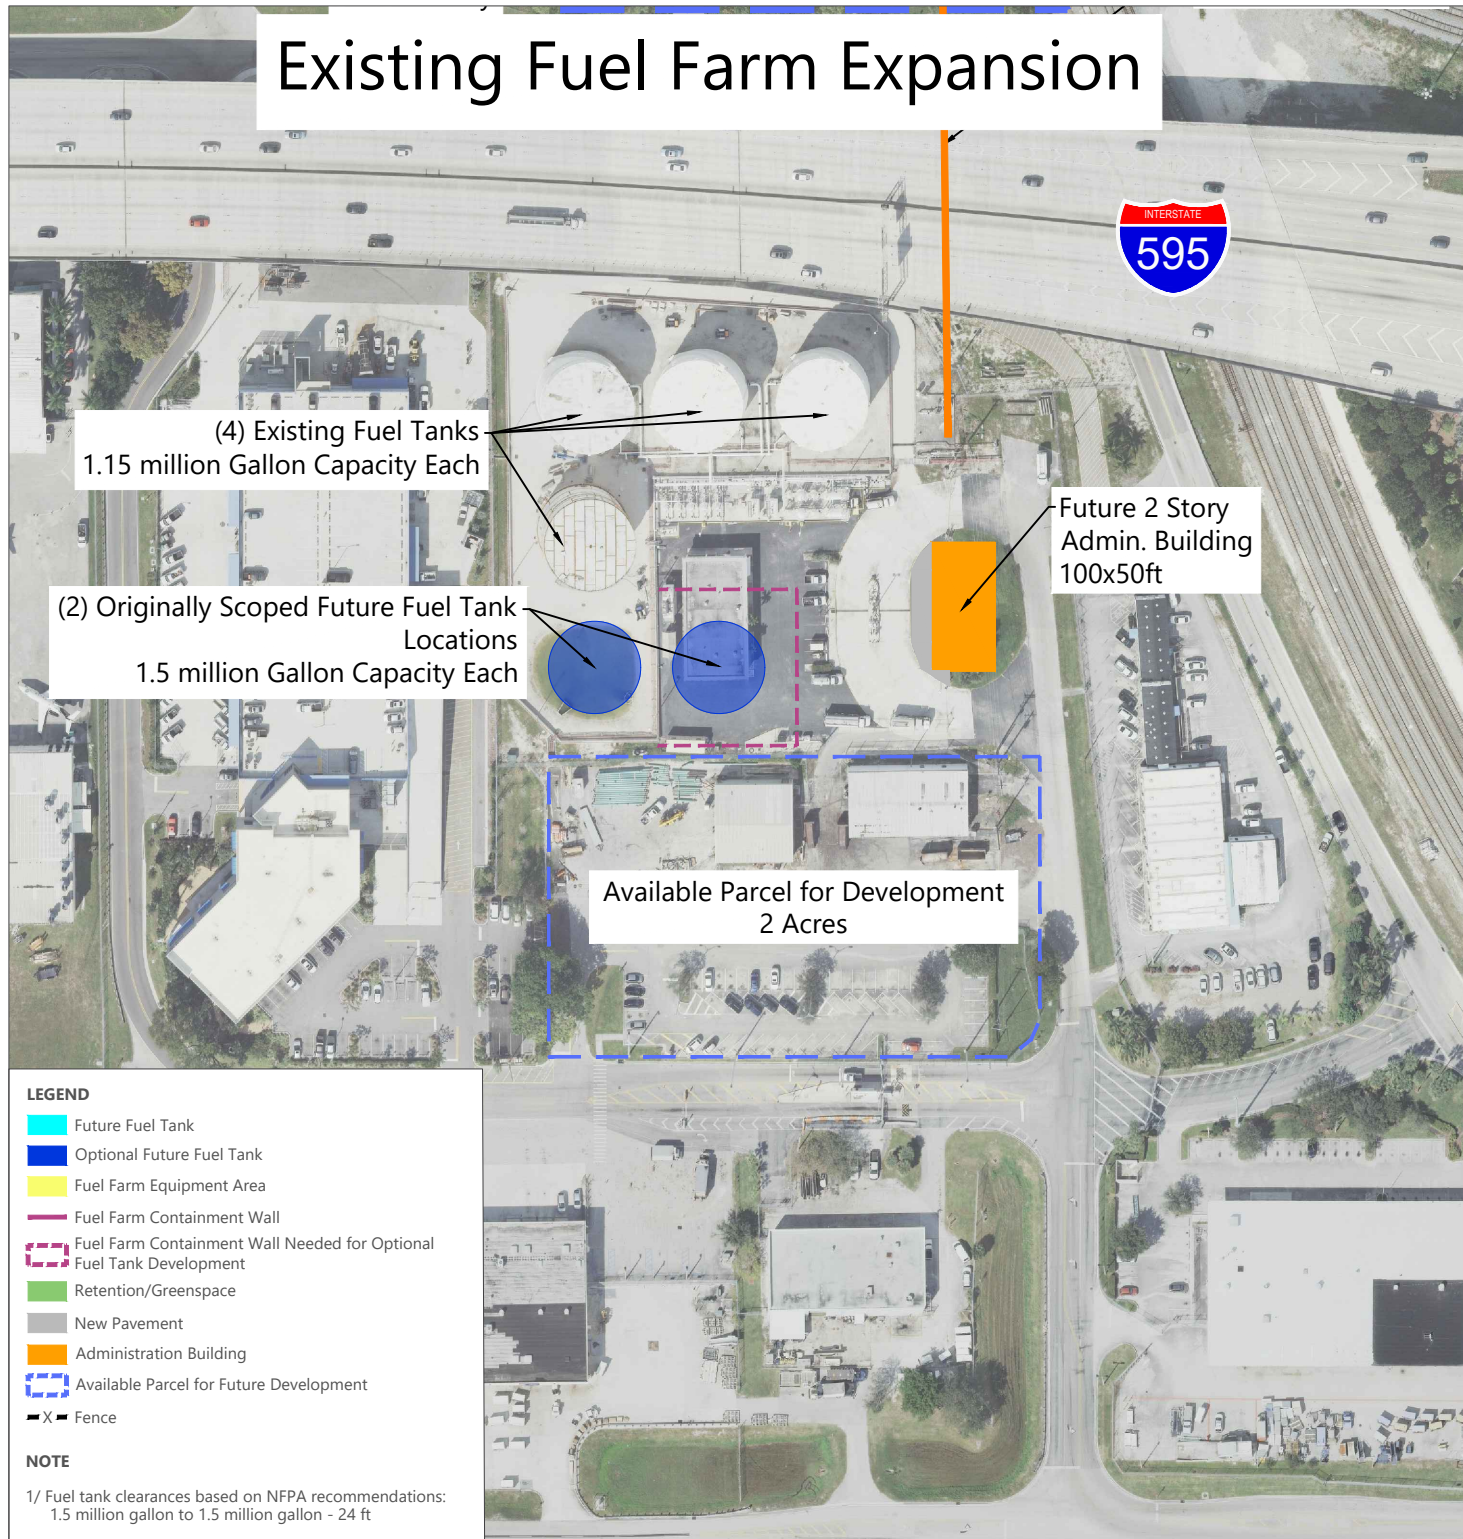 Existing Fuel Farm Expansion
INTERSTATE
595
(4) Existing Fuel Tanks
1.15 million Gallon Capacity Each
Future 2 Story
Admin. Building
100x50ft
(2) Originally Scoped Future Fuel Tank
Locations
1.5 million Gallon Capacity Each
Available Parcel for Development
2 Acres
LEGEND
Future Fuel Tank
Optional Future Fuel Tank
Fuel Farm Equipment Area
Fuel Farm Containment Wall
Fuel Farm Containment Wall Needed for Optional
Fuel Tank Development
Retention/Greenspace
New Pavement
Administration Building
Available Parcel for Future Development
X Fence
NOTE
1/ Fuel tank clearances based on NFPA recommendations:
1.5 million gallon to 1.5 million gallon - 24 ft